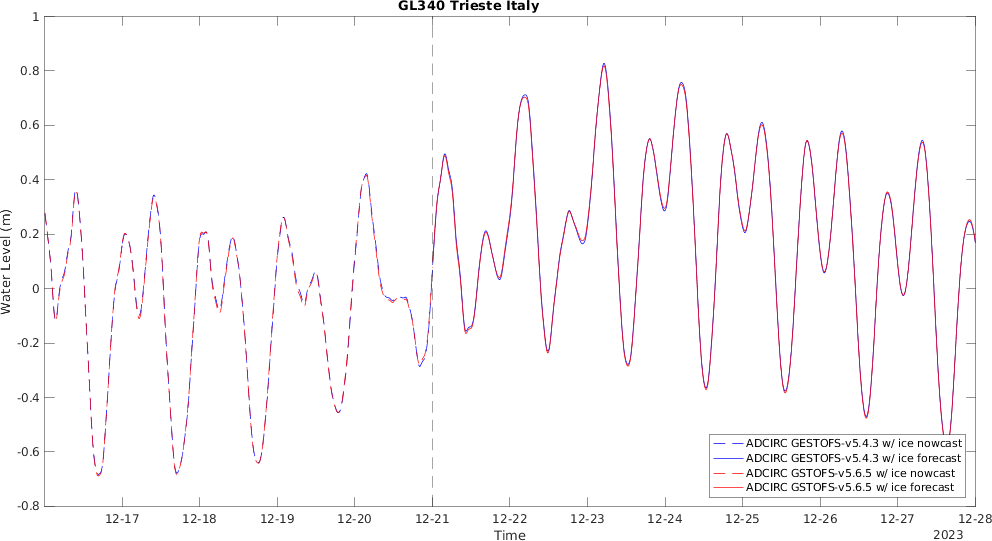 GL340 Trieste Italy
1
0.8
0.6
0.4
0.2
0
-0.2
-0.4
-0.6
-0.8
Water Level (m)
12-17 12-18 12-19 12-20 12-21 12-22 12-23 12-24 12-25 12-26 12-27 12-28
Time
2023
ADCIRC GESTOFS-v5.4.3 w/ ice nowcast
ADCIRC GESTOFS-v5.4.3 w/ ice forecast
ADCIRC GSTOFS-v5.6.5 w/ ice nowcast
ADCIRC GSTOFS-v5.6.5 w/ ice forecast